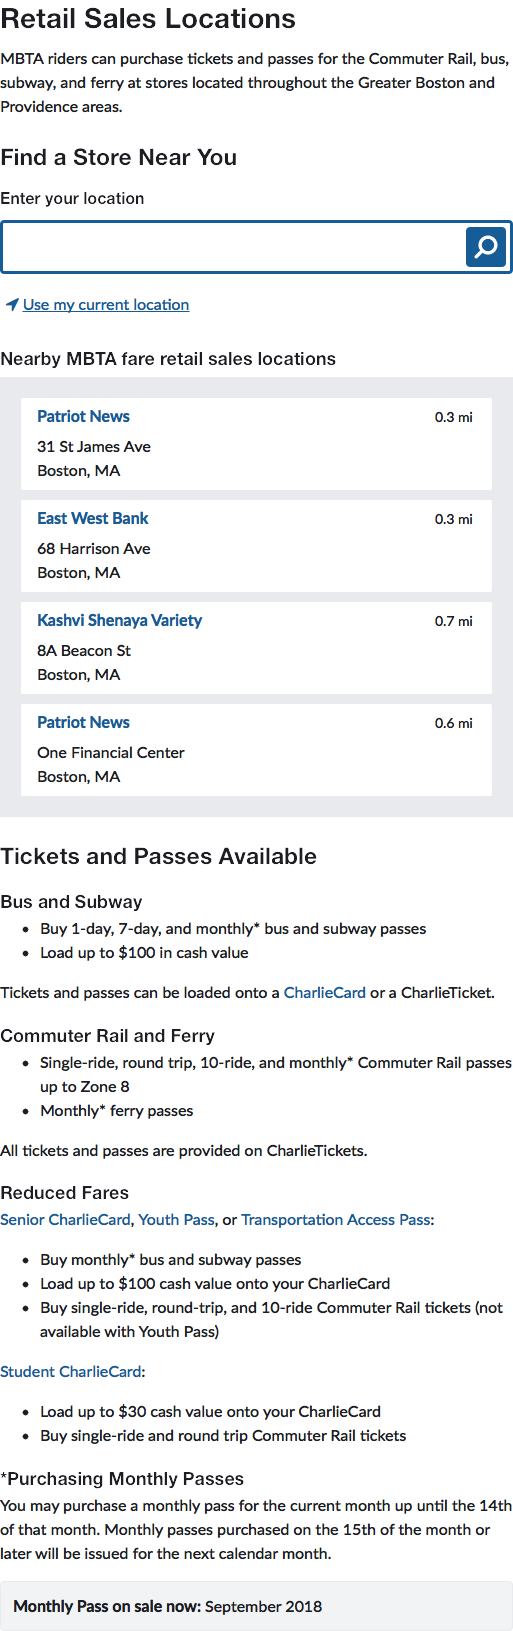 Retail Sales Locations
MBTA riders can purchase tickets and passes for the Commuter Rail, bus,
subway, and ferry at stores located throughout the Greater Boston and
Providence areas.
Find a Store Near You
Enter your location
Use my current location
Nearby MBTA fare retail sales locations
Patriot News 0.3 mi
31 St James Ave
Boston, MA
East West Bank 0.3 mi
68 Harrison Ave
Boston, MA
Kashvi Shenaya Variety 0.7 mi
8A Beacon St
Boston, MA
Patriot News 0.6 mi
One Financial Center
Boston, MA
Tickets and Passes Available
Bus and Subway
• Buy 1-day, 7-day, and monthly* bus and subway passes
• Load up to $100 in cash value
Tickets and passes can be loaded onto a CharlieCard or a CharlieTicket.
Commuter Rail and Ferry
• Single-ride, round trip, 10-ride, and monthly* Commuter Rail passes
up to Zone 8
• Monthly* ferry passes
All tickets and passes are provided on CharlieTickets.
Reduced Fares
Senior CharlieCard, Youth Pass, or Transportation Access Pass:
• Buy monthly* bus and subway passes
• Load up to $100 cash value onto your CharlieCard
• Buy single-ride, round-trip, and 10-ride Commuter Rail tickets (not
available with Youth Pass)
Student CharlieCard:
• Load up to $30 cash value onto your CharlieCard
• Buy single-ride and round trip Commuter Rail tickets
*Purchasing Monthly Passes
You may purchase a monthly pass for the current month up until the 14th
of that month. Monthly passes purchased on the 15th of the month or
later will be issued for the next calendar month.
Monthly Pass on sale now: September 2018